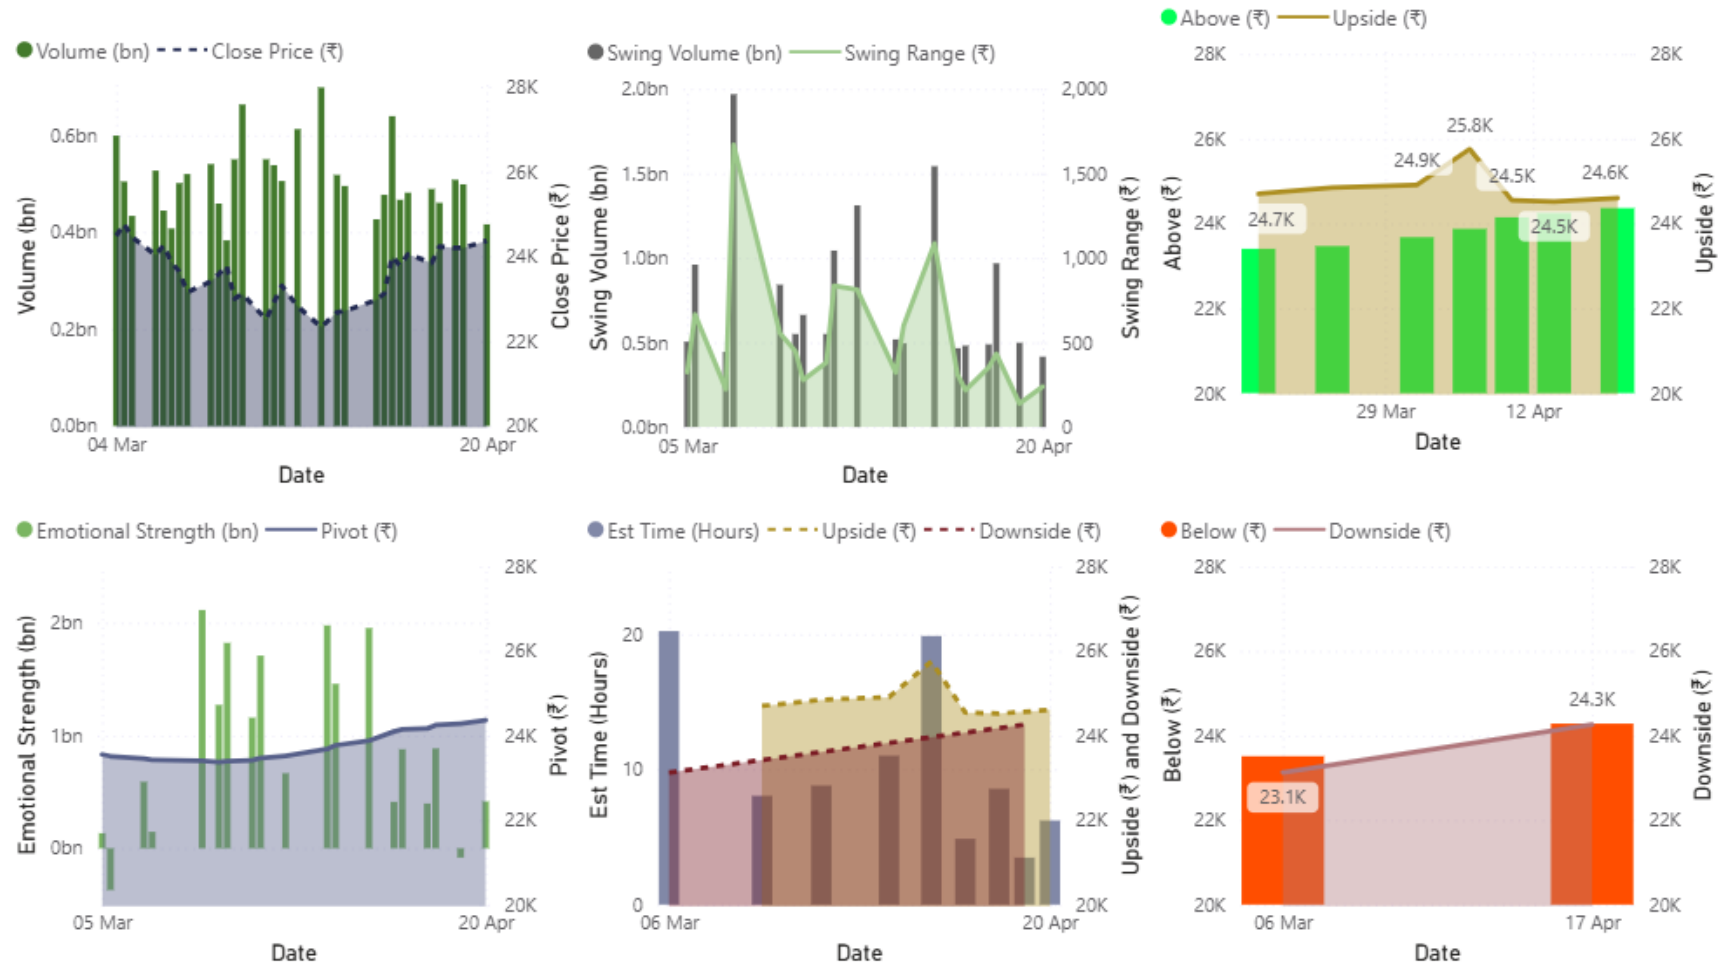 Volume (bn) Close Price (₹)
Volume (bn)
0.6bn
0.4bn
0.2bn
0.0bn
28K
26K
24K
22K
20K
Close Price (₹)
04 Mar 20 Apr
Date
Swing Volume (bn) Swing Range (₹)
Swing Volume (bn)
2.0bn
1.5bn
1.0bn
0.5bn
0.0bn
2,000
1,500
1,000
500
0
Swing Range (₹)
05 Mar 20 Apr
Date
Above (₹) Upside (₹)
Above (₹)
28K
26K
24K
22K
20K
24.7K
24.9K
25.8K
24.5K
24.5K
24.6K
28K
26K
24K
22K
20K
Upside (₹)
29 Mar 12 Apr
Date
Emotional Strength (bn) Pivot (₹)
Emotional Strength (bn)
2bn
1bn
0bn
28K
26K
24K
22K
20K
Pivot (₹)
05 Mar 20 Apr
Date
Est Time (Hours) Upside (₹) Downside (₹)
Est Time (Hours)
20
10
0
28K
26K
24K
22K
20K
Upside (₹) and Downside (₹)
06 Mar 20 Apr
Date
Below (₹) Downside (₹)
Below (₹)
28K
26K
24K
22K
20K
23.1K
24.3K
28K
26K
24K
22K
20K
Downside (₹)
06 Mar 17 Apr
Date